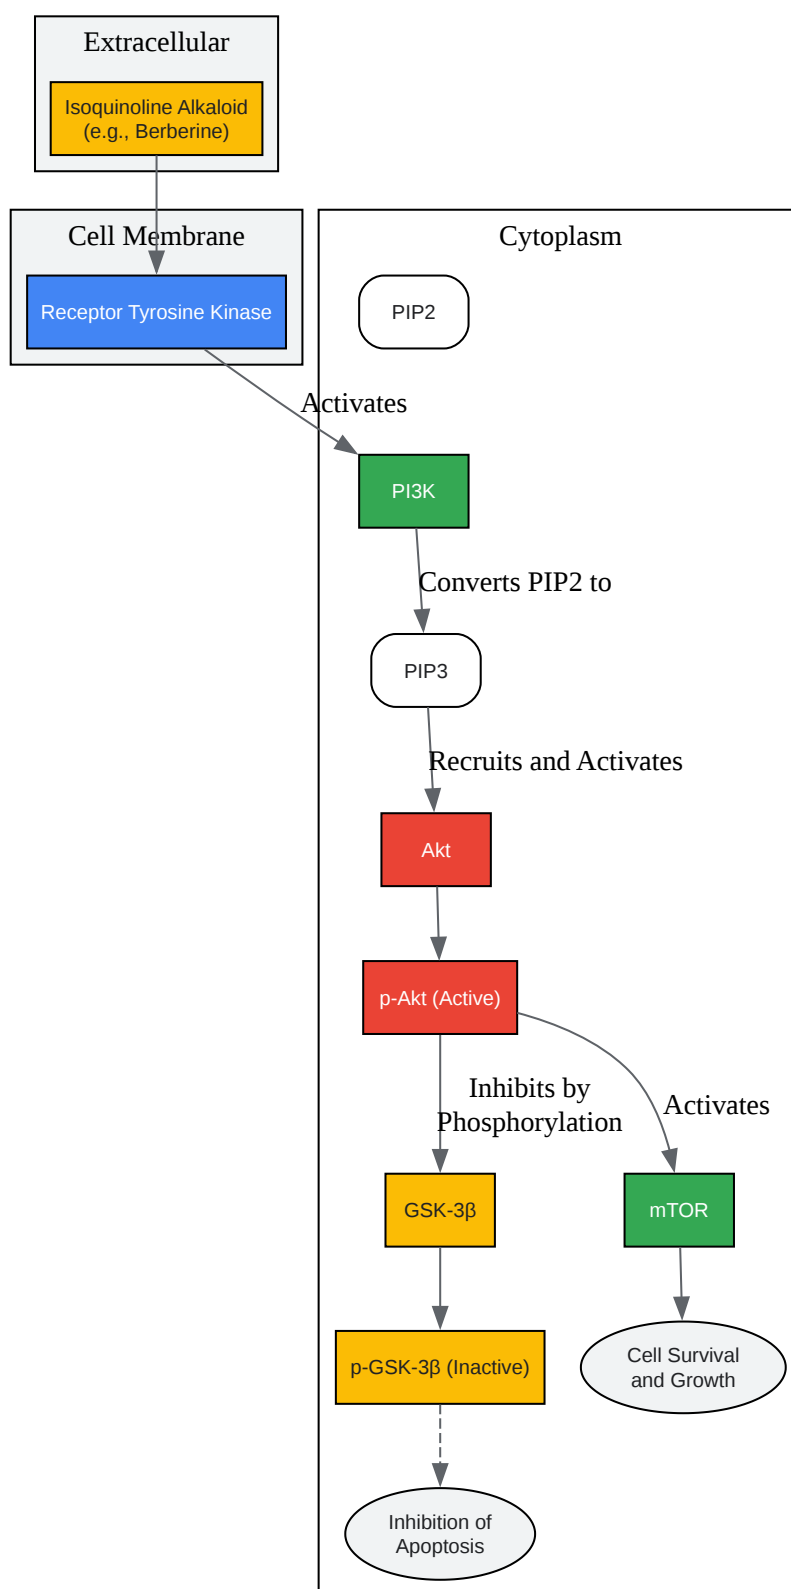 Extracellular
Isoquinoline Alkaloid
(e.g., Berberine)
Cell Membrane
Cytoplasm
Receptor Tyrosine Kinase
PIP2
Activates
PI3K
Converts PIP2 to
PIP3
Recruits and Activates
Akt
p-Akt (Active)
Inhibits by
Phosphorylation
Activates
GSK-3β
mTOR
p-GSK-3β (Inactive)
Cell Survival
and Growth
Inhibition of
Apoptosis